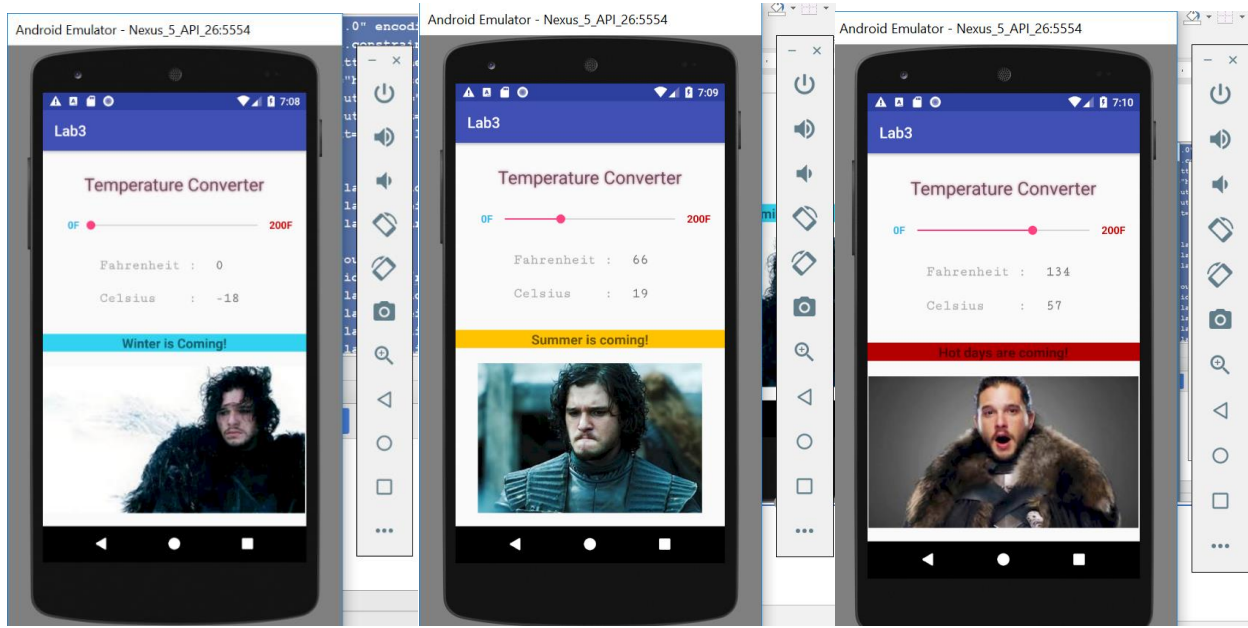 Android Emulator - Nexus_5_API_26:5554
7:08
Lab3
Temperature Converter
0F 200F
Fahrenheit : 0
Celsius : -18
Winter is Coming!
Android Emulator - Nexus_5_API_26:5554
7:09
Lab3
Temperature Converter
0F 200F
Fahrenheit : 66
Celsius : 19
Summer is coming!
Android Emulator - Nexus_5_API_26:5554
7:10
Lab3
Temperature Converter
0F 200F
Fahrenheit : 134
Celsius : 57
Hot days are coming!